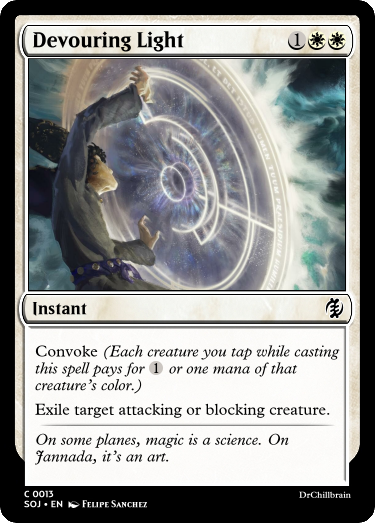 Devouring Light 1
Instant
Convoke (Each creature you tap while casting
this spell pays for 1 or one mana of that
creature's color.)
Exile target attacking or blocking creature.
On some planes, magic is a science. On
Jannada, it's an art.
C 0013
SOJ • EN Felipe Sanchez
DrChillbrain